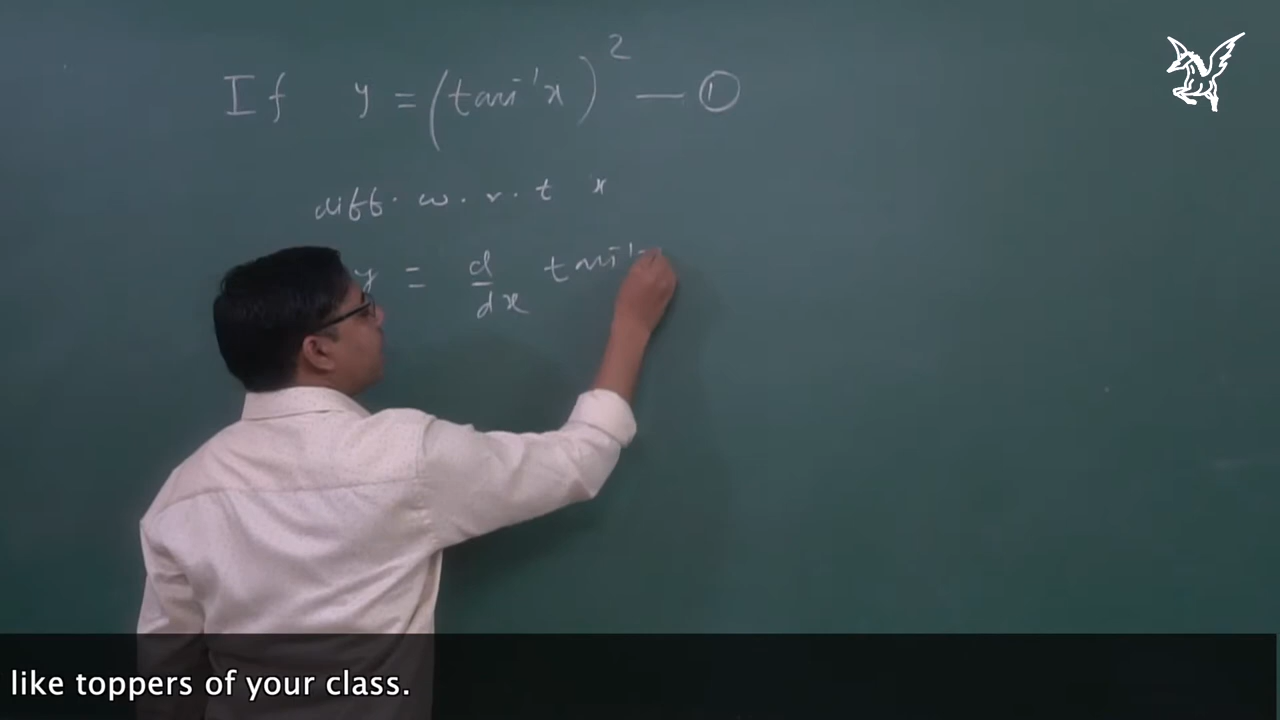 If y = (tan⁻¹x)² — ①
diff. w.r.t x
y = d/dx tan⁻¹
like toppers of your class.